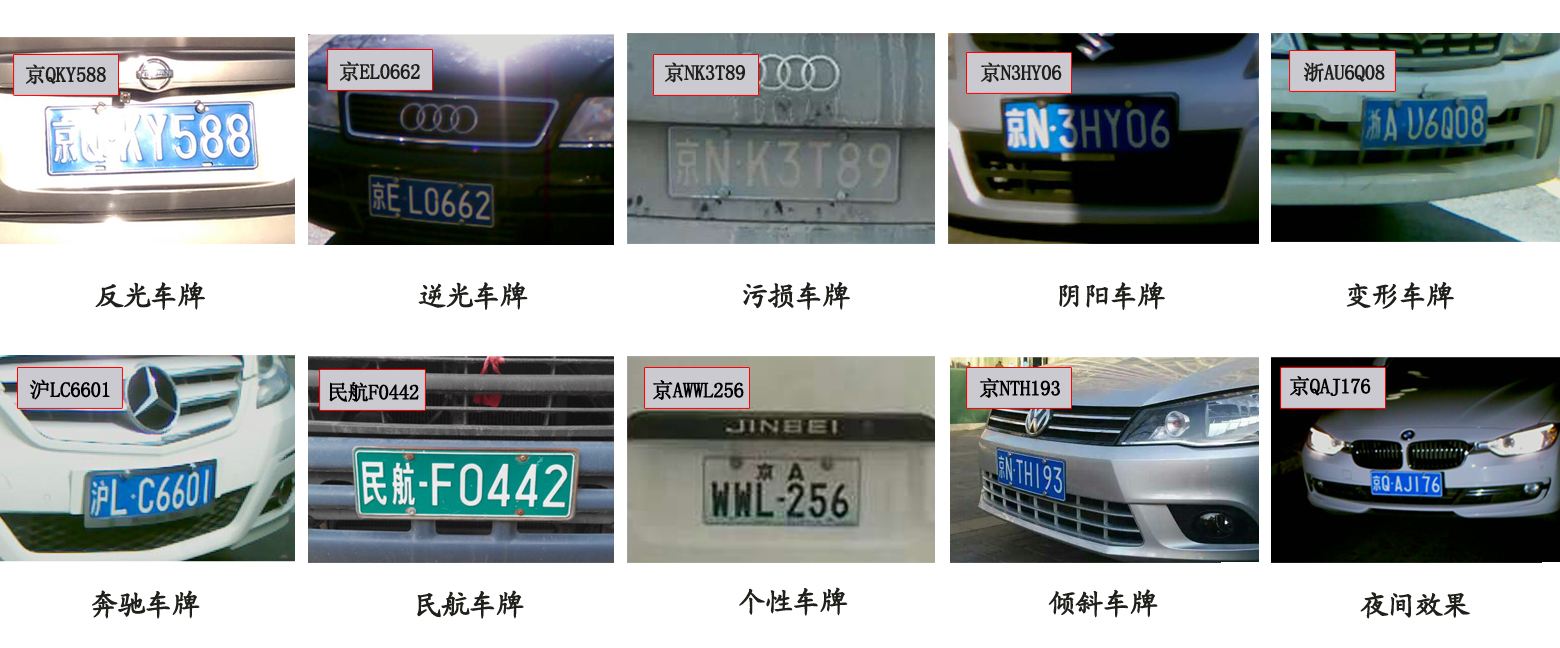 京QKY588
京QKY588
反光车牌
京EL0662
京E·L0662
逆光车牌
京NK3T89
京N·K3T89
污损车牌
京N3HY06
京N·3HY06
阴阳车牌
浙AU6Q08
浙A·U6Q08
变形车牌
沪LC6601
沪L·C6601
奔驰车牌
民航F0442
民航-F0442
民航车牌
京AWWL256
JINBEI
京 A
WWL-256
个性车牌
京NTH193
京N·TH193
倾斜车牌
京QAJ176
京Q·AJ176
夜间效果